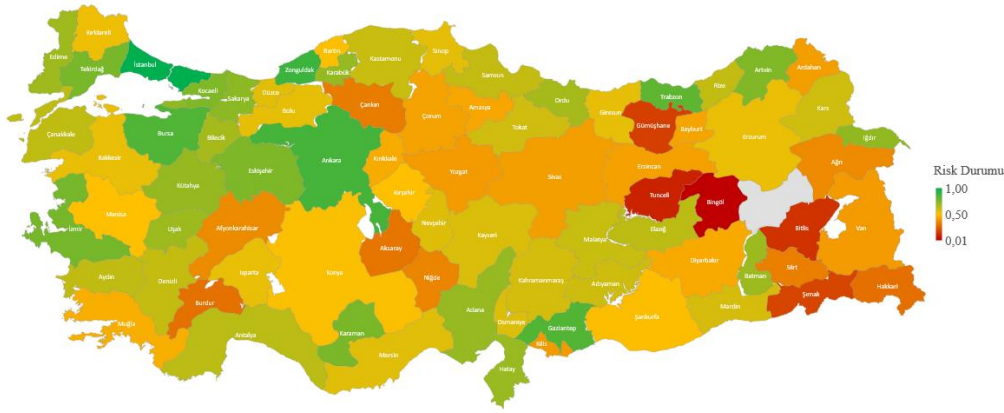 Kırklareli
Edirne
Tekirdağ
İstanbul
Kocaeli
Sakarya
Düzce
Bolu
Zonguldak
Bartın
Karabük
Kastamonu
Sinop
Samsun
Çankırı
Çorum
Amasya
Tokat
Ordu
Giresun
Trabzon
Rize
Artvin
Ardahan
Kars
Iğdır
Gümüşhane
Bayburt
Erzurum
Ağrı
Çanakkale
Balıkesir
Bursa
Bilecik
Eskişehir
Ankara
Kırıkkale
Yozgat
Sivas
Erzincan
Tunceli
Bingöl
Bitlis
Van
Kütahya
Manisa
İzmir
Uşak
Afyonkarahisar
Kırşehir
Nevşehir
Kayseri
Malatya
Elazığ
Diyarbakır
Batman
Siirt
Şırnak
Hakkari
Aydın
Denizli
Isparta
Burdur
Konya
Aksaray
Niğde
Kahramanmaraş
Adıyaman
Şanlıurfa
Mardin
Muğla
Antalya
Karaman
Mersin
Adana
Osmaniye
Gaziantep
Kilis
Hatay
Risk Durumu
1,00
0,50
0,01